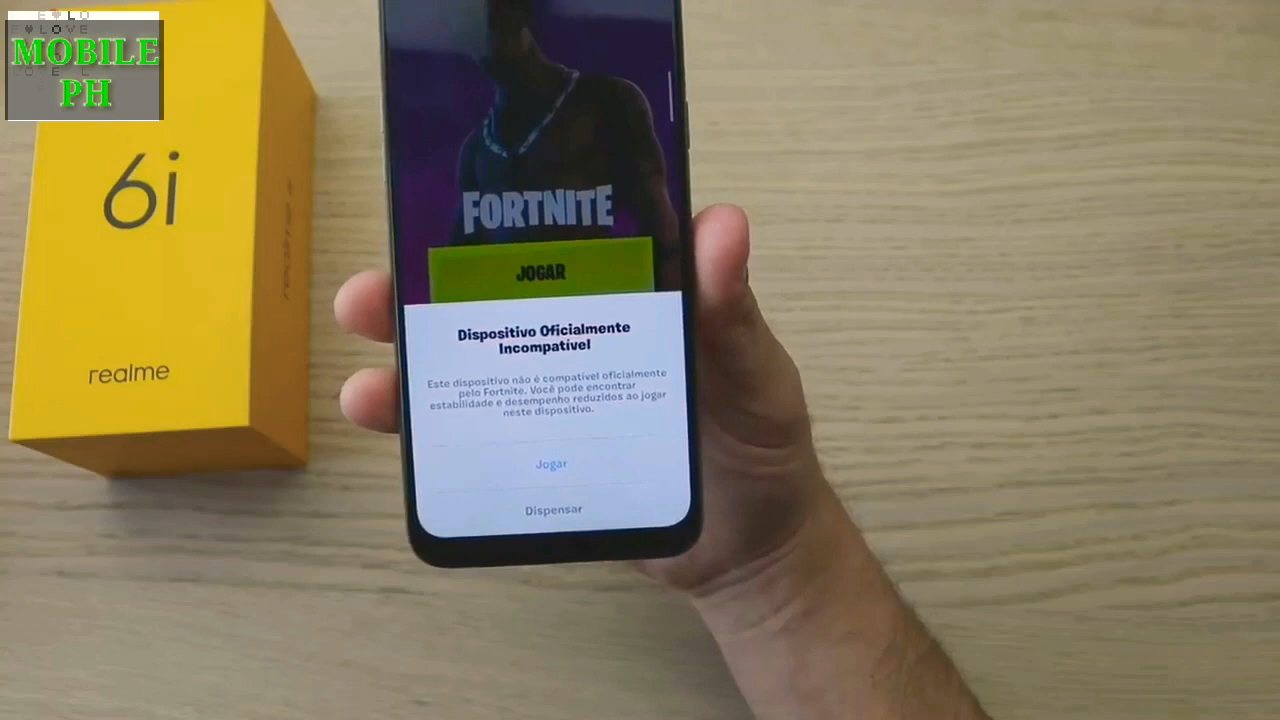 MOBILE
PH
6i
realme
FORTNITE
JOGAR
Dispositivo Oficialmente
Incompatível
Este dispositivo não é compatível oficialmente
pelo Fortnite. Você pode encontrar
estabilidade e desempenho reduzidos ao jogar
neste dispositivo.
Jogar
Dispensar